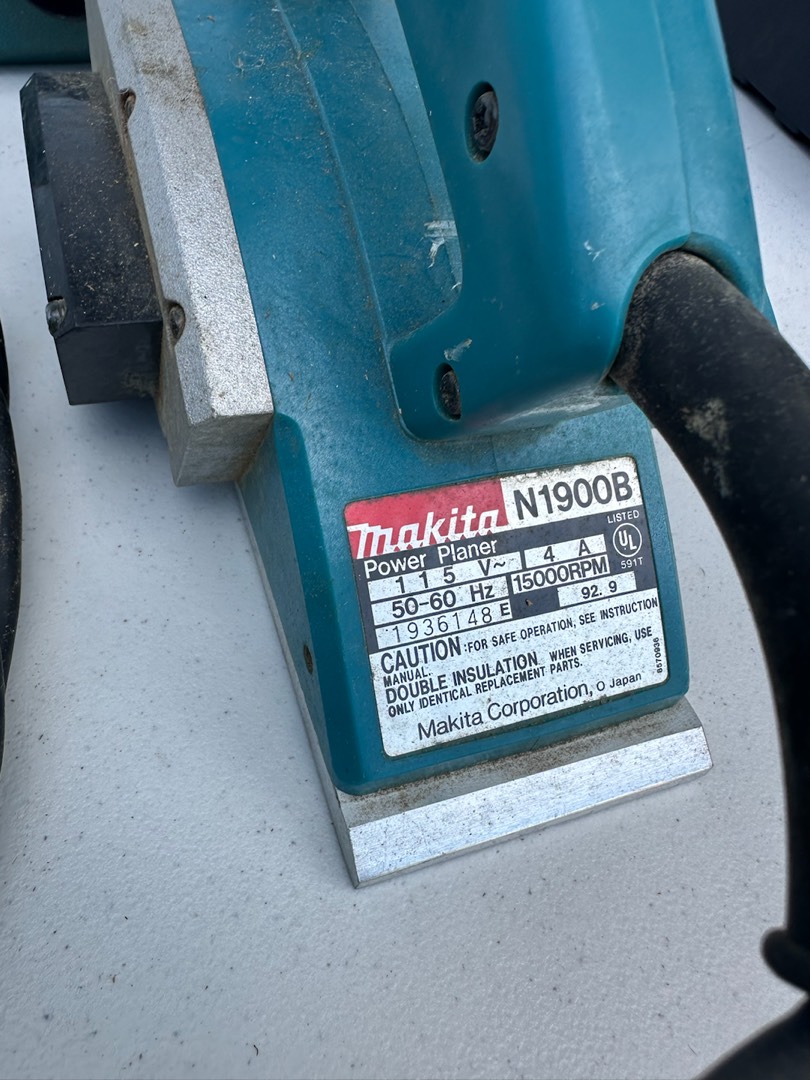 makita N1900B
Power Planer
LISTED
UL
591T
115 V~ 4 A
50-60 Hz 15000RPM
1936148 E 92.9
CAUTION:FOR SAFE OPERATION, SEE INSTRUCTION
MANUAL.
DOUBLE INSULATION WHEN SERVICING, USE
ONLY IDENTICAL REPLACEMENT PARTS.
Makita Corporation, O Japan
8570936